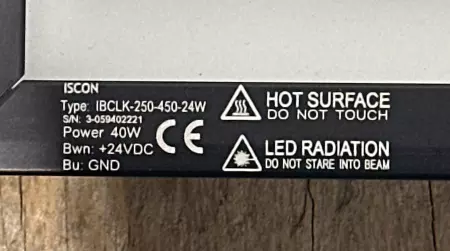 ISCON
Type: IBCLK-250-450-24W
S/N: 3-059402221
Power 40W
Bwn: +24VDC
Bu: GND
CE
HOT SURFACE
DO NOT TOUCH
LED RADIATION
DO NOT STARE INTO BEAM